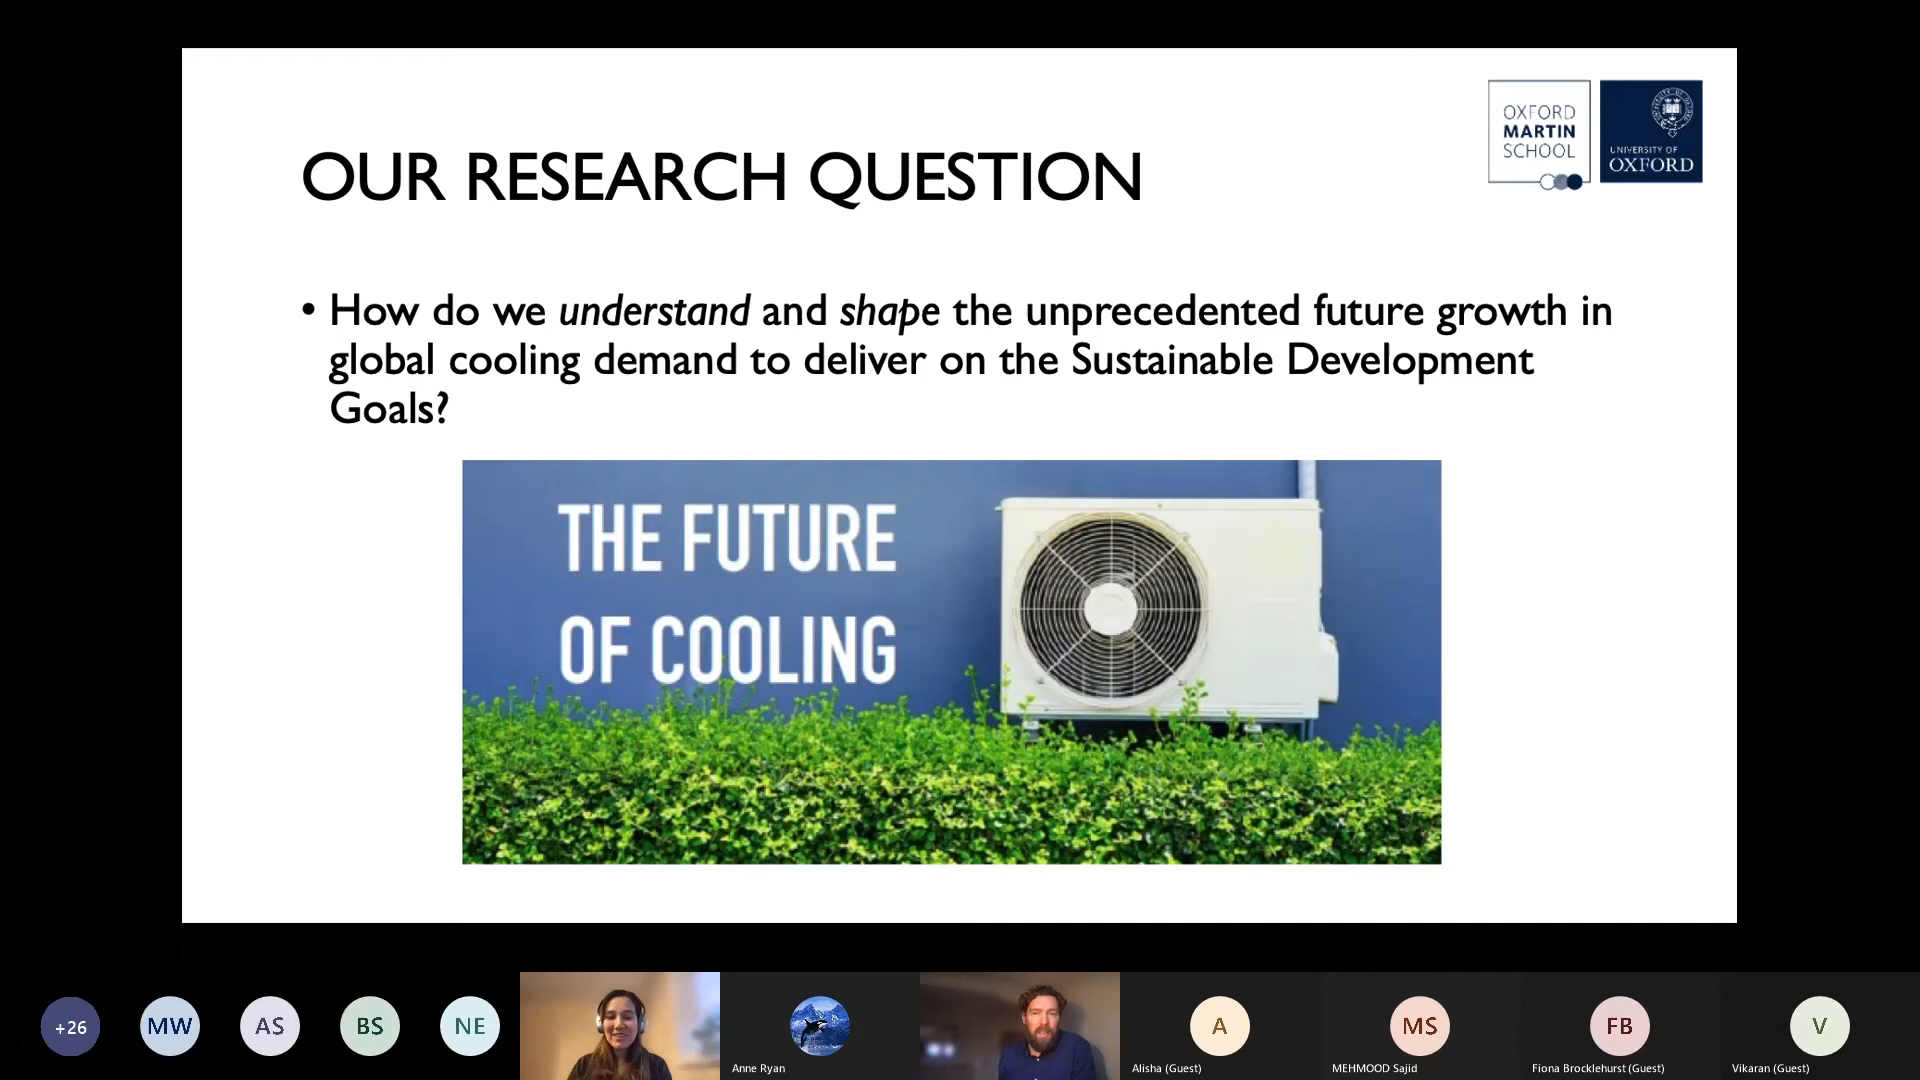 OXFORD
MARTIN
SCHOOL
UNIVERSITY OF
OXFORD
OUR RESEARCH QUESTION
• How do we understand and shape the unprecedented future growth in
global cooling demand to deliver on the Sustainable Development
Goals?
THE FUTURE
OF COOLING
+26
MW
AS
BS
NE
Anne Ryan
A
Alisha (Guest)
MS
MEHMOOD Sajid
FB
Fiona Brocklehurst (Guest)
V
Vikaran (Guest)